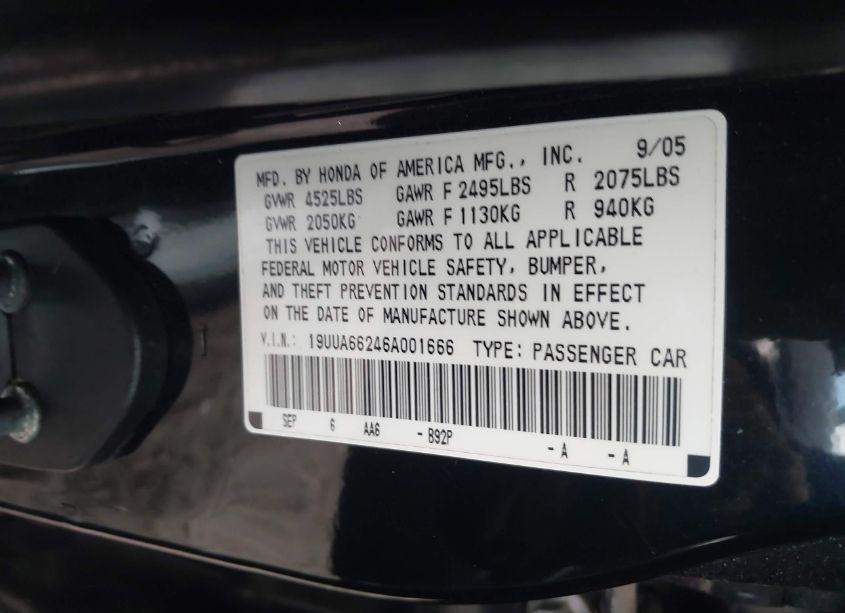 MFD. BY HONDA OF AMERICA MFG., INC. 9/05
GVWR 4525LBS GAWR F 2495LBS R 2075LBS
GVWR 2050KG GAWR F 1130KG R 940KG
THIS VEHICLE CONFORMS TO ALL APPLICABLE
FEDERAL MOTOR VEHICLE SAFETY, BUMPER,
AND THEFT PREVENTION STANDARDS IN EFFECT
ON THE DATE OF MANUFACTURE SHOWN ABOVE.
V.I.N.: 19UUA66246A001666 TYPE: PASSENGER CAR
SEP 6 AA6 - B92P - A - A